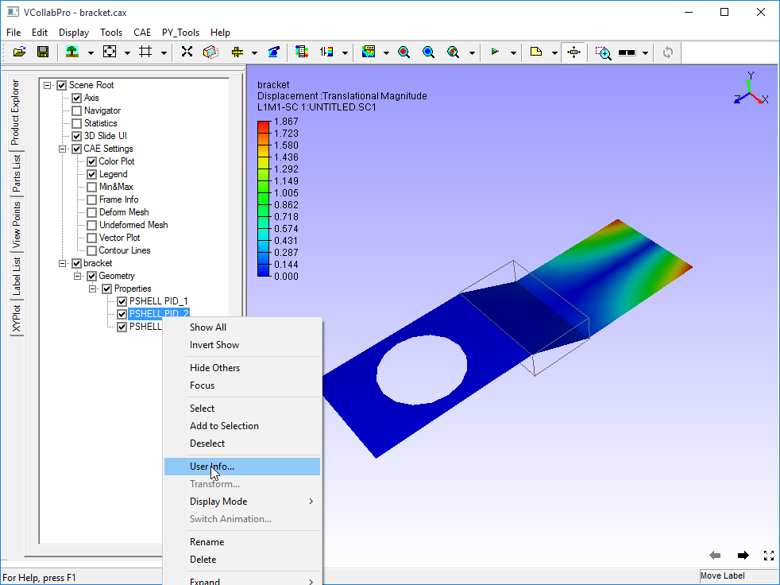 VCollabPro - bracket.cax
File Edit Display Tools CAE PY_Tools Help
Product Explorer
Parts List
View Points
Label List
XYPlot
Scene Root
Axis
Navigator
Statistics
3D Slide UI
CAE Settings
Color Plot
Legend
Min&Max
Frame Info
Deform Mesh
Undeformed Mesh
Vector Plot
Contour Lines
bracket
Geometry
Properties
PSHELL PID_1
PSHELL PID_2
PSHELL
Show All
Invert Show
Hide Others
Focus
Select
Add to Selection
Deselect
User Info...
Transform...
Display Mode
Switch Animation...
Rename
Delete
Expand
bracket
Displacement :Translational Magnitude
L1M1-SC 1:UNTITLED.SC1
1.867
1.723
1.580
1.436
1.292
1.149
1.005
0.862
0.718
0.574
0.431
0.287
0.144
0.000
Y
Z
X
For Help, press F1
Move Label